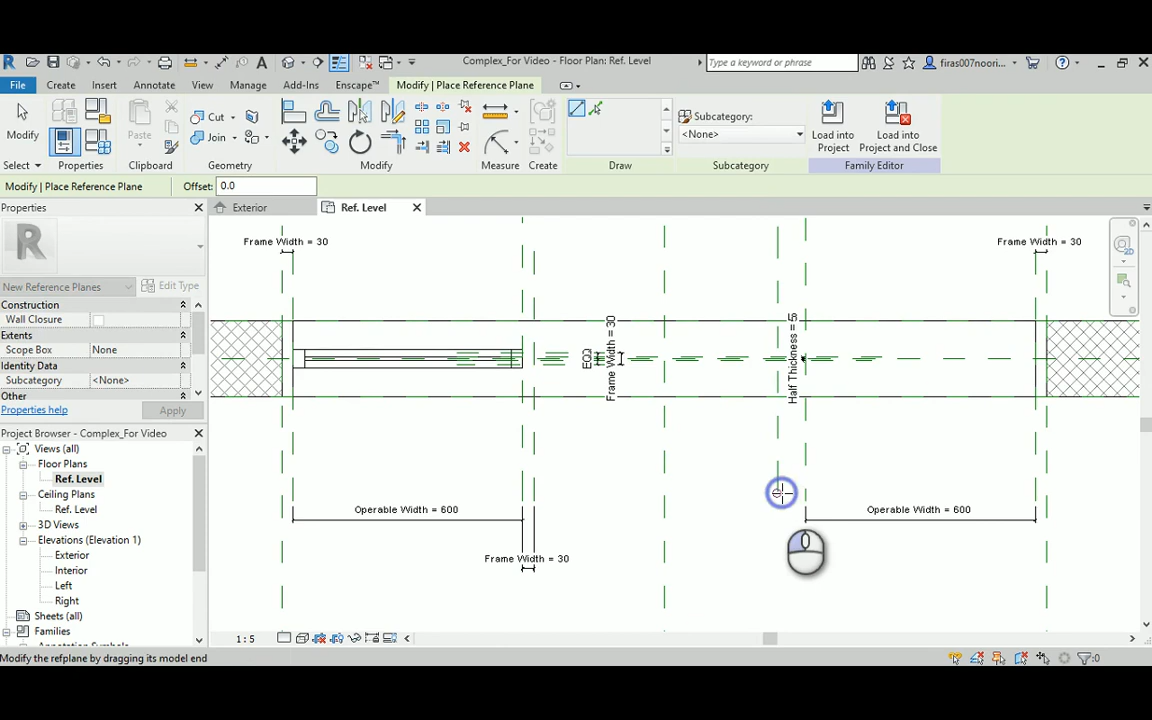 Complex_For Video - Floor Plan: Ref. Level
Type a keyword or phrase
firas007noori...
File
Create
Insert
Annotate
View
Manage
Add-Ins
Enscape™
Modify | Place Reference Plane
Modify
Paste
Cut
Join
Subcategory:
<None>
Load into
Project
Load into
Project and Close
Select
Properties
Clipboard
Geometry
Modify
Measure
Create
Draw
Subcategory
Family Editor
Modify | Place Reference Plane
Offset:
0.0
Properties
Exterior
Ref. Level
New Reference Planes
Edit Type
Construction
Wall Closure
Extents
Scope Box
None
Identity Data
Subcategory
<None>
Other
Properties help
Apply
Project Browser - Complex_For Video
Views (all)
Floor Plans
Ref. Level
Ceiling Plans
Ref. Level
3D Views
Elevations (Elevation 1)
Exterior
Interior
Left
Right
Sheets (all)
Families
Annotation Symbols
Frame Width = 30
Frame Width = 30
EQ
Frame Width = 30
Half Thickness = 5
Operable Width = 600
Operable Width = 600
Frame Width = 30
1 : 5
Modify the refplane by dragging its model end
:0